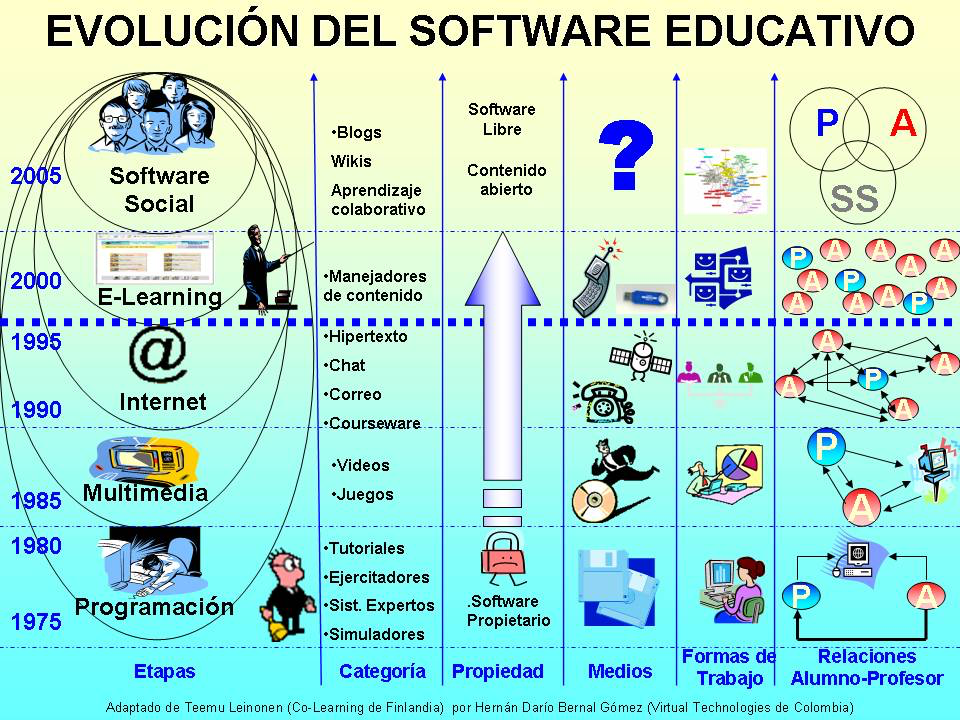 EVOLUCIÓN DEL SOFTWARE EDUCATIVO
2005
Software
Social
•Blogs
Wikis
Aprendizaje
colaborativo
Software
Libre
Contenido
abierto
?
P
A
SS
2000
E-Learning
•Manejadores
de contenido
P
A
A
A
A
A
P
A
A
A
A
P
1995
@
1990
Internet
•Hipertexto
•Chat
•Correo
•Courseware
A
A
A
P
A
1985
Multimedia
•Videos
•Juegos
P
A
1980
1975
Programación
•Tutoriales
•Ejercitadores
•Sist. Expertos
•Simuladores
.Software
Propietario
P
A
Etapas
Categoría
Propiedad
Medios
Formas de
Trabajo
Relaciones
Alumno-Profesor
Adaptado de Teemu Leinonen (Co-Learning de Finlandia) por Hernán Darío Bernal Gómez (Virtual Technologies de Colombia)